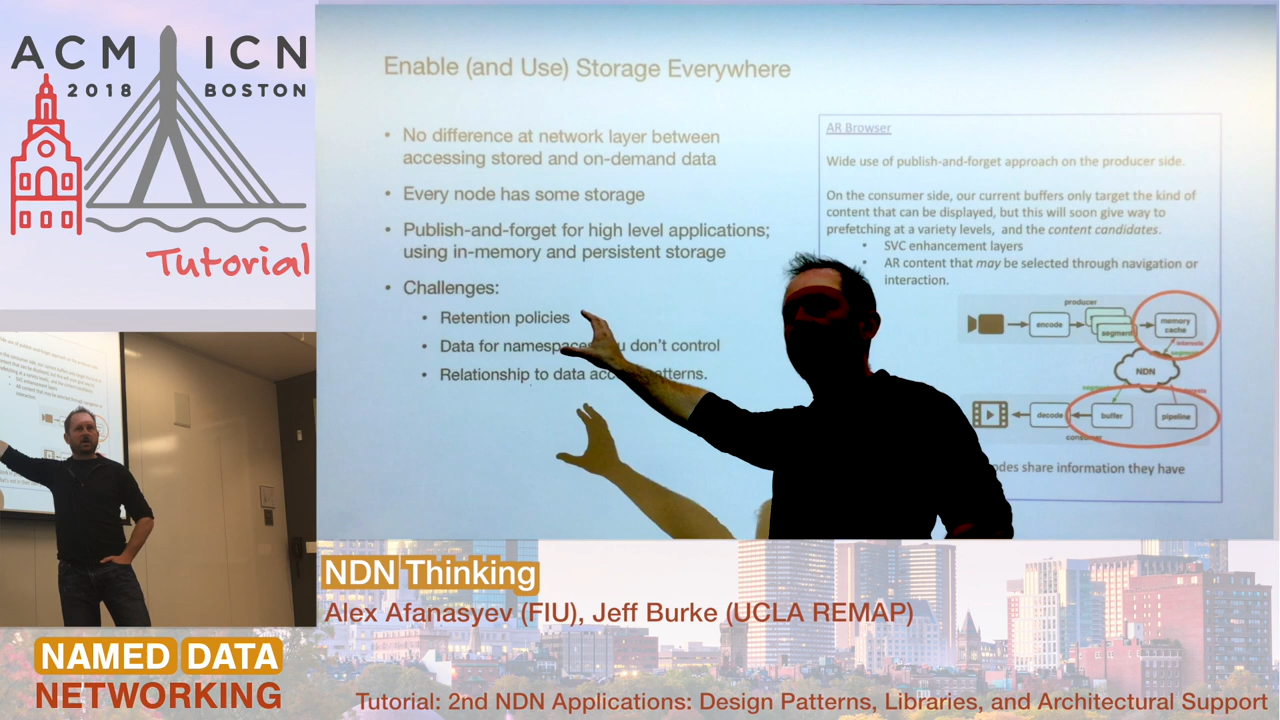 ACM ICN
2018 BOSTON
Tutorial
Enable (and Use) Storage Everywhere
• No difference at network layer between
accessing stored and on-demand data
• Every node has some storage
• Publish-and-forget for high level applications;
using in-memory and persistent storage
• Challenges:
• Retention policies
• Data for namespaces you don't control
• Relationship to data access patterns.
AR Browser
Wide use of publish-and-forget approach on the producer side.
On the consumer side, our current buffers only target the kind of
content that can be displayed, but this will soon give way to
prefetching at a variety levels, and the content candidates.
• SVC enhancement layers
• AR content that may be selected through navigation or
interaction.
producer
encode
segment
memory
cache
interests
segments
NDN
decode
buffer
pipeline
consumer
nodes share information they have
NDN Thinking
Alex Afanasyev (FIU), Jeff Burke (UCLA REMAP)
NAMED DATA
NETWORKING
Tutorial: 2nd NDN Applications: Design Patterns, Libraries, and Architectural Support